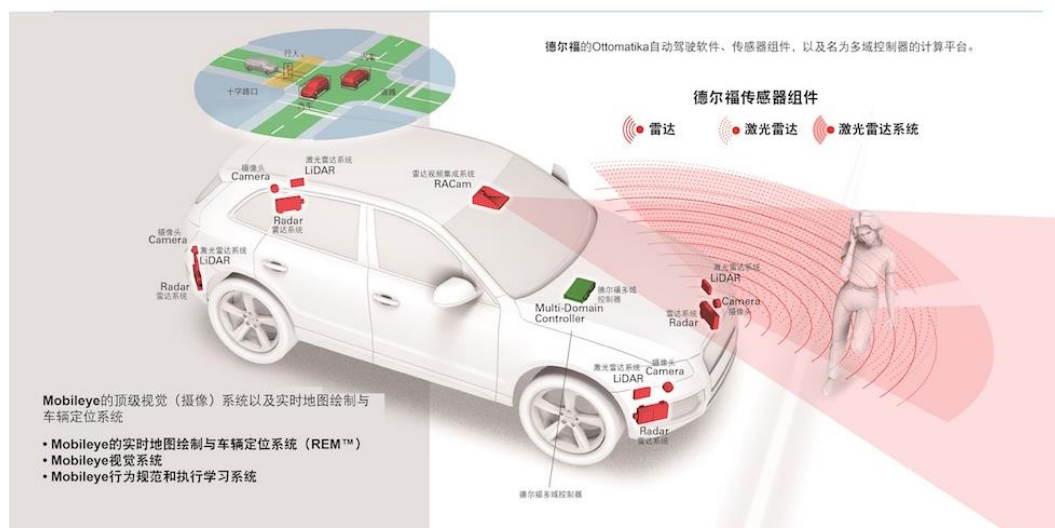 德尔福的Ottomatika自动驾驶软件、传感器组件，以及名为多域控制器的计算平台。
德尔福传感器组件
雷达
激光雷达
激光雷达系统
行人
汽车
十字路口
道路
汽车
摄像头
Camera
激光雷达系统
LiDAR
Radar
雷达系统
雷达视频集成系统
RACam
摄像头
Camera
激光雷达系统
LiDAR
Radar
雷达系统
德尔福多域
控制器
Multi-Domain
Controller
激光雷达系统
LiDAR
Camera
摄像头
雷达系统
Radar
激光雷达系统
LiDAR
摄像头
Camera
Radar
雷达系统
Mobileye的顶级视觉（摄像）系统以及实时地图绘制与
车辆定位系统
• Mobileye的实时地图绘制与车辆定位系统（REM™）
• Mobileye视觉系统
• Mobileye行为规范和执行学习系统
德尔福多域控制器